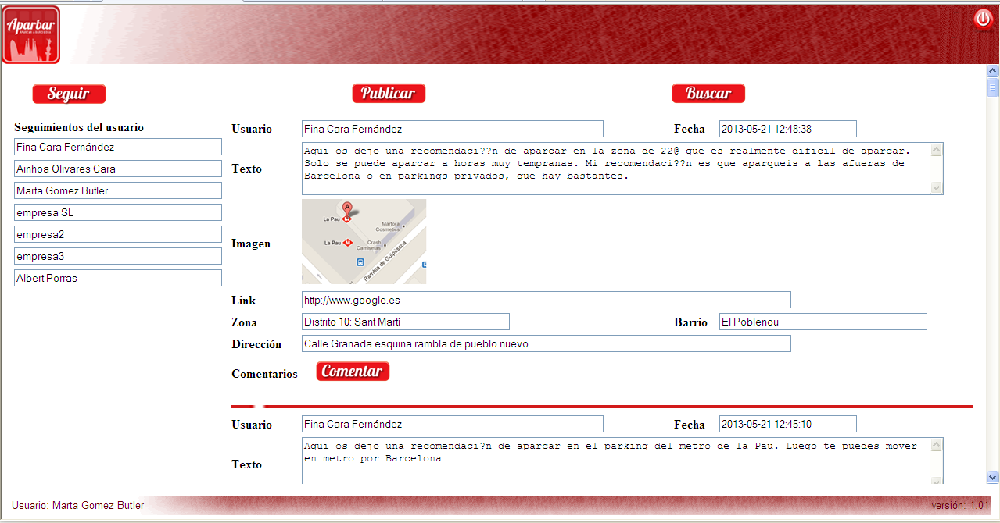 Aparbar
APARCAR A BARCELONA
Seguir
Publicar
Buscar
Seguimientos del usuario
Fina Cara Fernández
Ainhoa Olivares Cara
Marta Gomez Butler
empresa SL
empresa2
empresa3
Albert Porras
Usuario Fina Cara Fernández Fecha 2013-05-21 12:48:38
Texto
Aqui os dejo una recomendaci??n de aparcar en la zona de 22@ que es realmente dificil de aparcar.
Solo se puede aparcar a horas muy tempranas. Mi recomendaci??n es que aparqueis a las afueras de
Barcelona o en parkings privados, que hay bastantes.
Imagen
A
La Pau M
Martora
Cosmetics
La Pau M
Crash
Camisetas
Rambla de Guipúscoa
Link http://www.google.es
Zona Distrito 10: Sant Martí Barrio El Poblenou
Dirección Calle Granada esquina rambla de pueblo nuevo
Comentarios Comentar
Usuario Fina Cara Fernández Fecha 2013-05-21 12:45:10
Texto
Aqui os dejo una recomendaci?n de aparcar en el parking del metro de la Pau. Luego te puedes mover
en metro por Barcelona
Usuario: Marta Gomez Butler
versión: 1.01